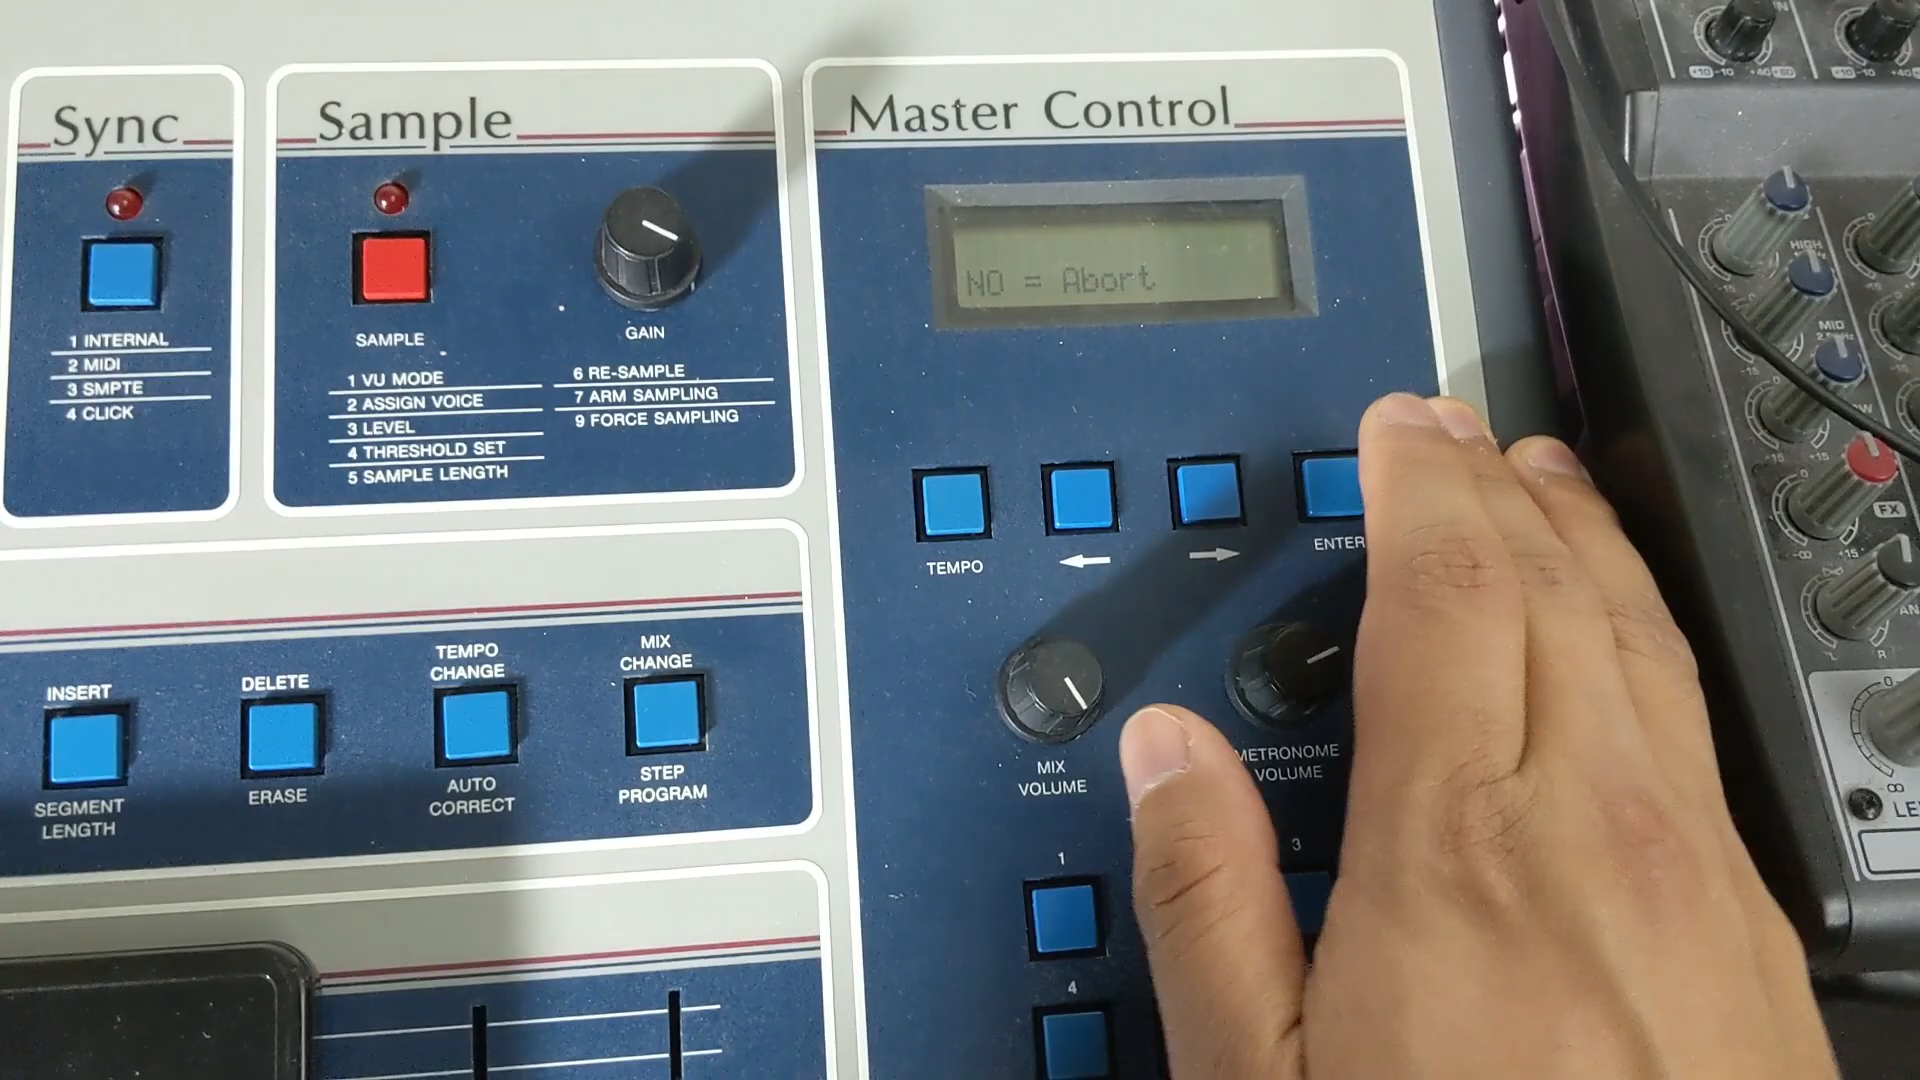 Sync
1 INTERNAL
2 MIDI
3 SMPTE
4 CLICK
Sample
SAMPLE
GAIN
1 VU MODE
2 ASSIGN VOICE
3 LEVEL
4 THRESHOLD SET
5 SAMPLE LENGTH
6 RE-SAMPLE
7 ARM SAMPLING
9 FORCE SAMPLING
Master Control
NO = Abort
TEMPO
ENTER
MIX
VOLUME
METRONOME
VOLUME
1
3
4
INSERT
SEGMENT
LENGTH
DELETE
ERASE
TEMPO
CHANGE
AUTO
CORRECT
MIX
CHANGE
STEP
PROGRAM
HIGH
MID
FX
-15
+15